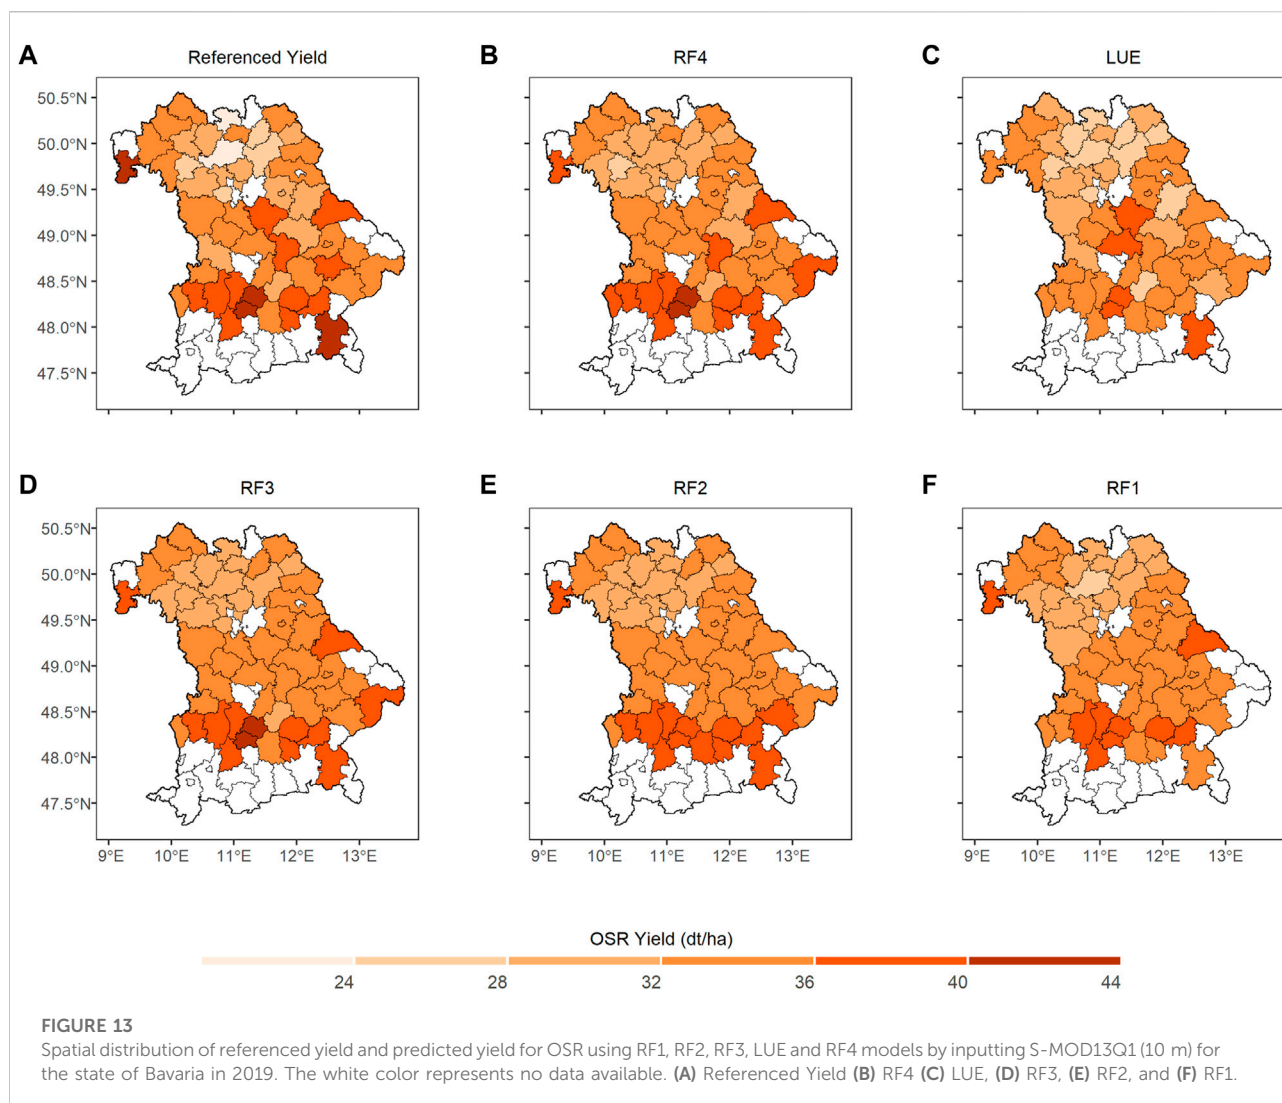 A
Referenced Yield
B
RF4
C
LUE
50.5°N
50.0°N
49.5°N
49.0°N
48.5°N
48.0°N
47.5°N
D
RF3
E
RF2
F
RF1
50.5°N
50.0°N
49.5°N
49.0°N
48.5°N
48.0°N
47.5°N
9°E 10°E 11°E 12°E 13°E
9°E 10°E 11°E 12°E 13°E
9°E 10°E 11°E 12°E 13°E
OSR Yield (dt/ha)
24 28 32 36 40 44
FIGURE 13
Spatial distribution of referenced yield and predicted yield for OSR using RF1, RF2, RF3, LUE and RF4 models by inputting S-MOD13Q1 (10 m) for
the state of Bavaria in 2019. The white color represents no data available. (A) Referenced Yield (B) RF4 (C) LUE, (D) RF3, (E) RF2, and (F) RF1.